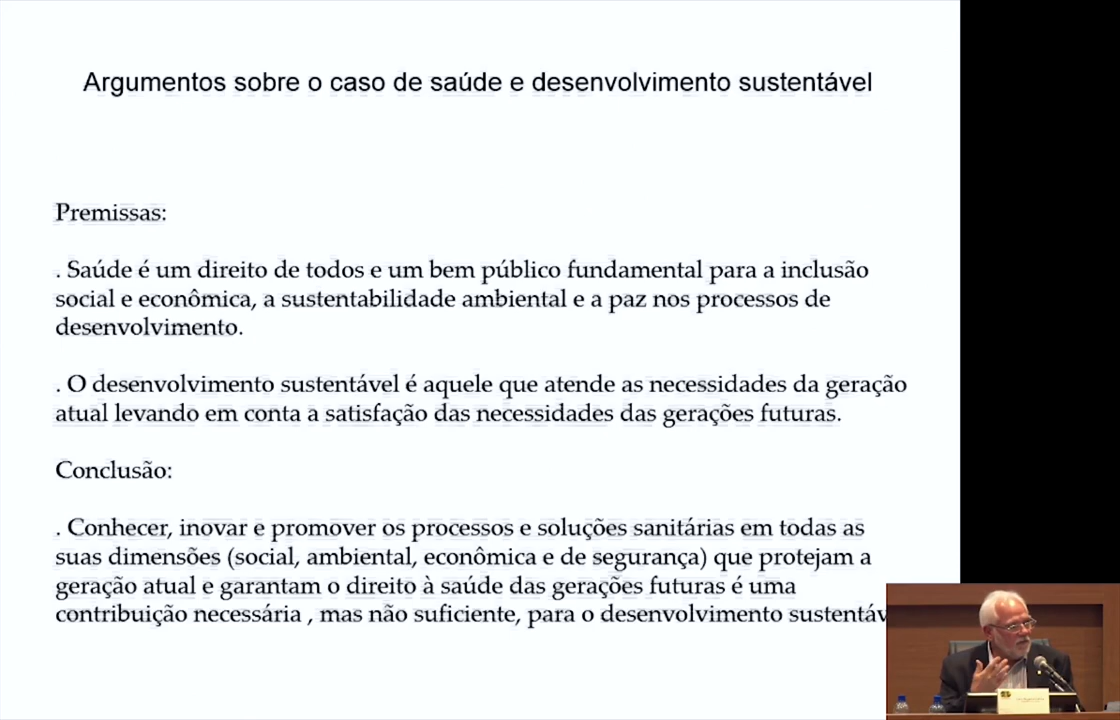 Argumentos sobre o caso de saúde e desenvolvimento sustentável
Premissas:
. Saúde é um direito de todos e um bem público fundamental para a inclusão
social e econômica, a sustentabilidade ambiental e a paz nos processos de
desenvolvimento.
. O desenvolvimento sustentável é aquele que atende as necessidades da geração
atual levando em conta a satisfação das necessidades das gerações futuras.
Conclusão:
. Conhecer, inovar e promover os processos e soluções sanitárias em todas as
suas dimensões (social, ambiental, econômica e de segurança) que protejam a
geração atual e garantam o direito à saúde das gerações futuras é uma
contribuição necessária , mas não suficiente, para o desenvolvimento sustentáv